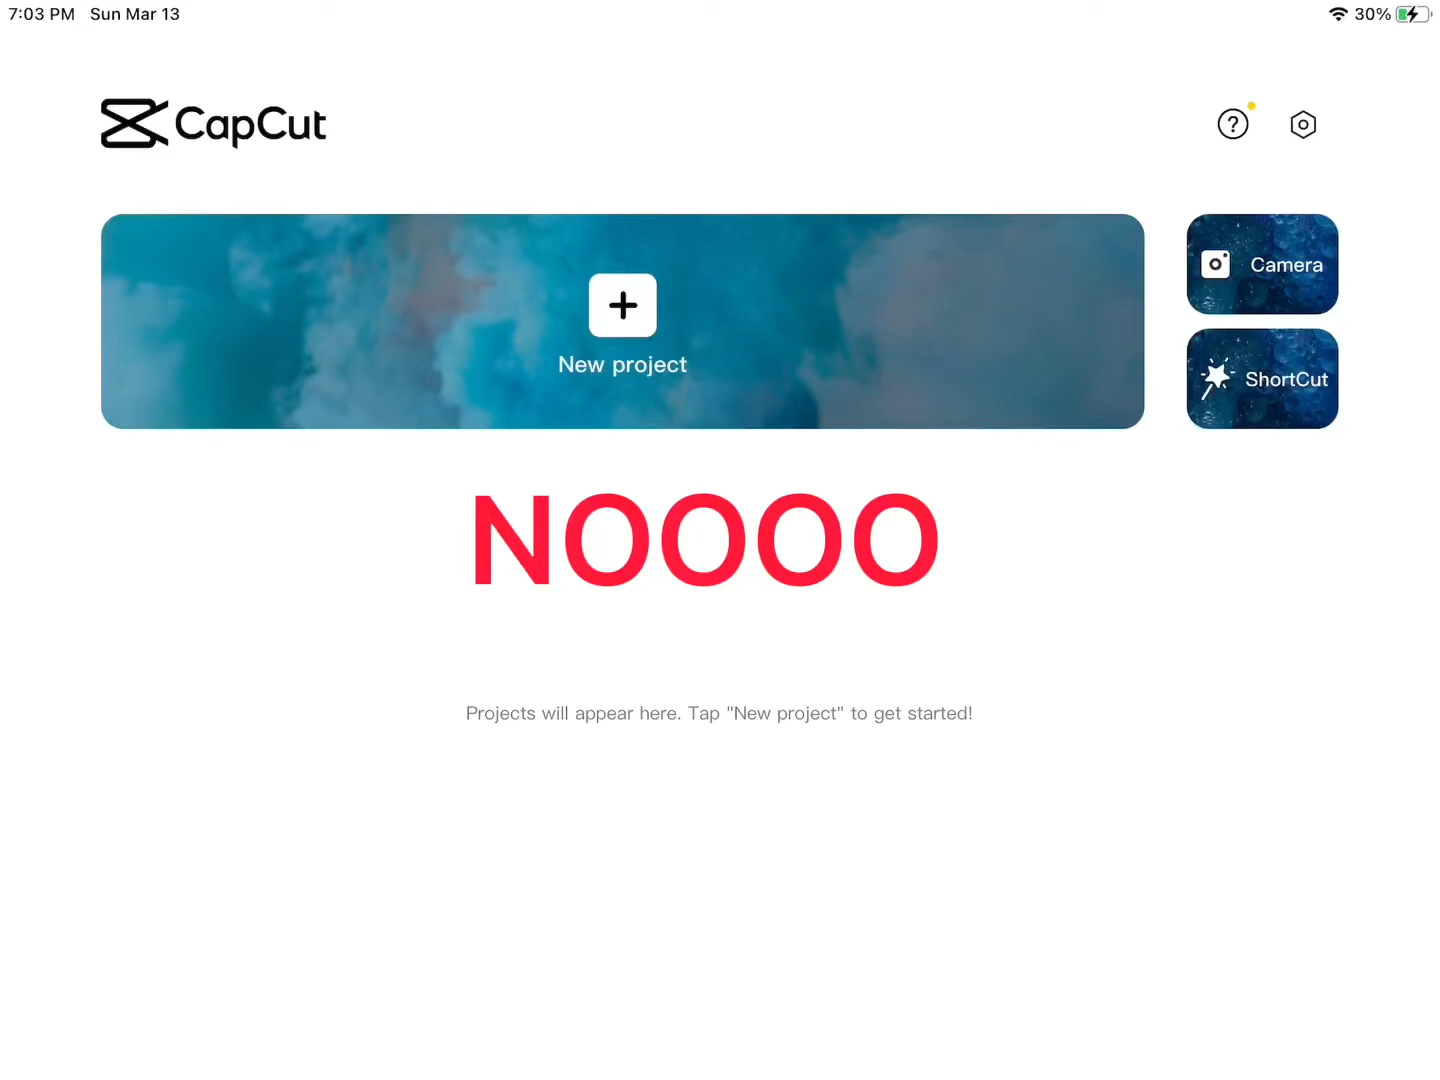 7:03 PM Sun Mar 13 30%
CapCut
?
New project
Camera
ShortCut
NOOOO
Projects will appear here. Tap "New project" to get started!